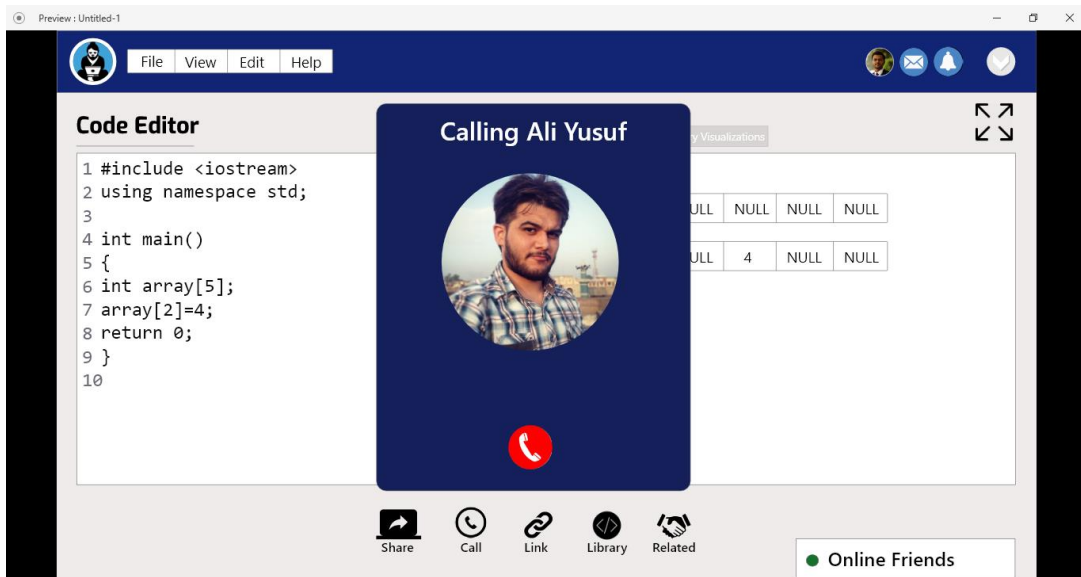 Preview : Untitled-1
File View Edit Help
Code Editor
Calling Ali Yusuf
y Visualizations
1 #include <iostream>
2 using namespace std;
3
4 int main()
5 {
6 int array[5];
7 array[2]=4;
8 return 0;
9 }
10
ULL NULL NULL NULL
ULL 4 NULL NULL
Share Call Link Library Related
Online Friends